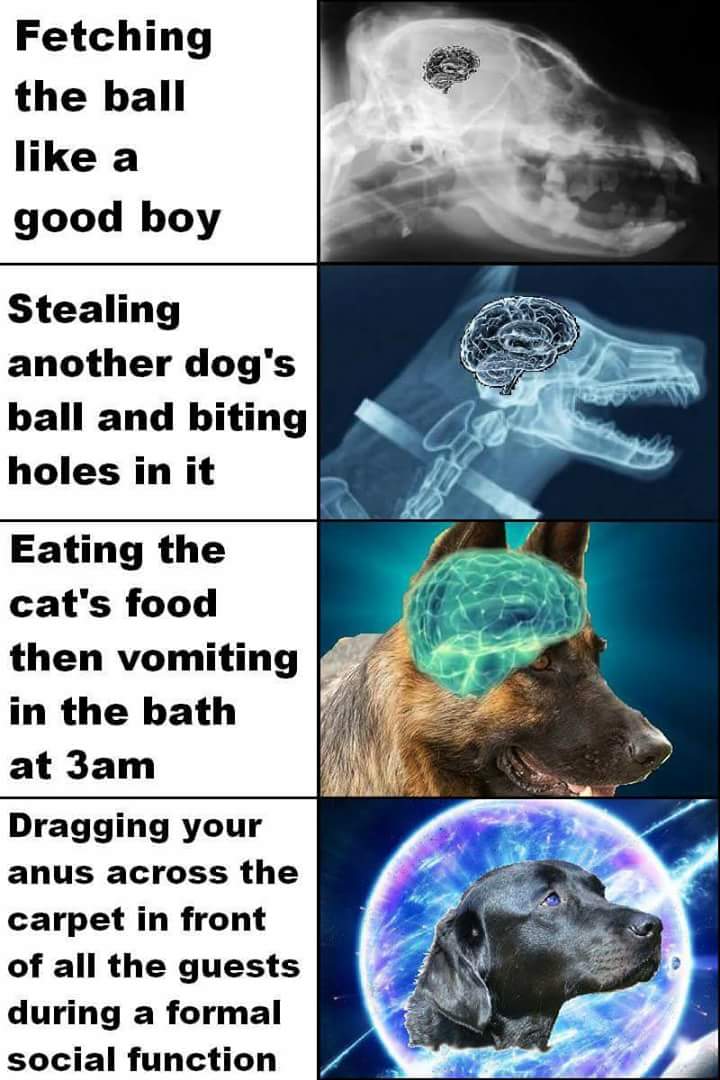 Fetching
the ball
like a
good boy
Stealing
another dog's
ball and biting
holes in it
Eating the
cat's food
then vomiting
in the bath
at 3am
Dragging your
anus across the
carpet in front
of all the guests
during a formal
social function